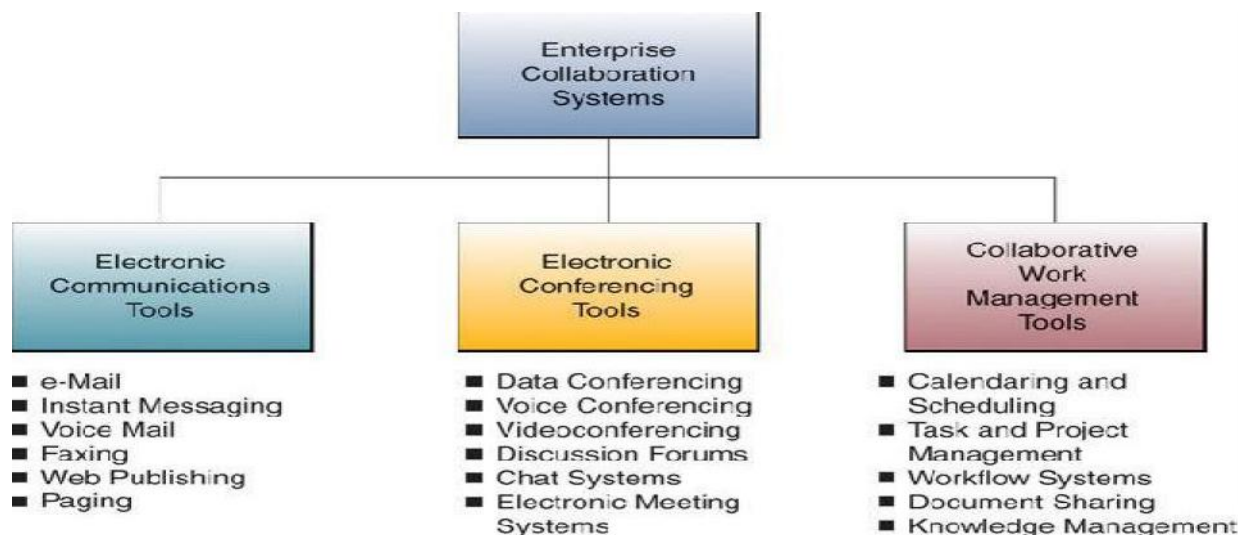 Enterprise
Collaboration
Systems
Electronic
Communications
Tools
e-Mail
Instant Messaging
Voice Mail
Faxing
Web Publishing
Paging
Electronic
Conferencing
Tools
Data Conferencing
Voice Conferencing
Videoconferencing
Discussion Forums
Chat Systems
Electronic Meeting
Systems
Collaborative
Work
Management
Tools
Calendaring and
Scheduling
Task and Project
Management
Workflow Systems
Document Sharing
Knowledge Management